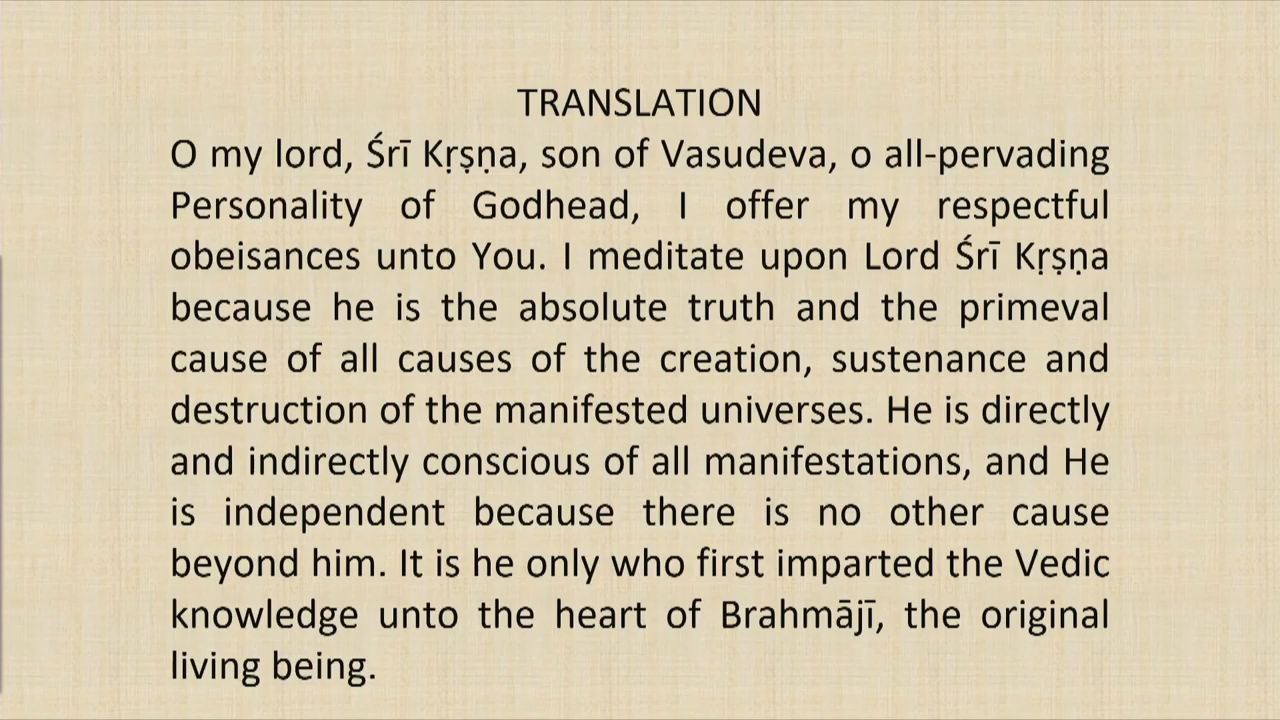 TRANSLATION
O my lord, Śrī Kṛṣṇa, son of Vasudeva, o all-pervading
Personality of Godhead, I offer my respectful
obeisances unto You. I meditate upon Lord Śrī Kṛṣṇa
because he is the absolute truth and the primeval
cause of all causes of the creation, sustenance and
destruction of the manifested universes. He is directly
and indirectly conscious of all manifestations, and He
is independent because there is no other cause
beyond him. It is he only who first imparted the Vedic
knowledge unto the heart of Brahmājī, the original
living being.